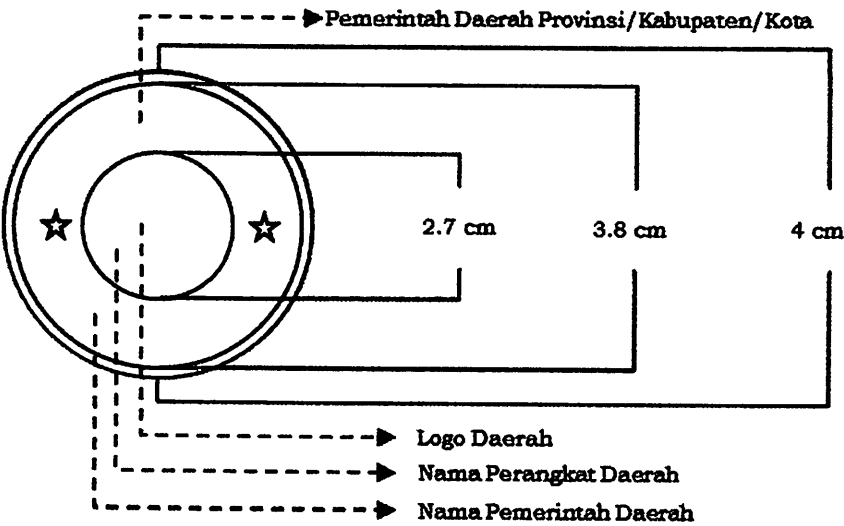 Pemerintah Daerah Provinsi/Kabupaten/Kota
2.7 cm
3.8 cm
4 cm
Logo Daerah
Nama Perangkat Daerah
Nama Pemerintah Daerah